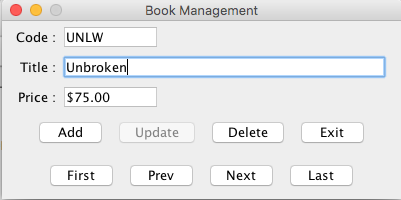 Book Management
Code : UNLW
Title : Unbroken
Price : $75.00
Add Update Delete Exit
First Prev Next Last